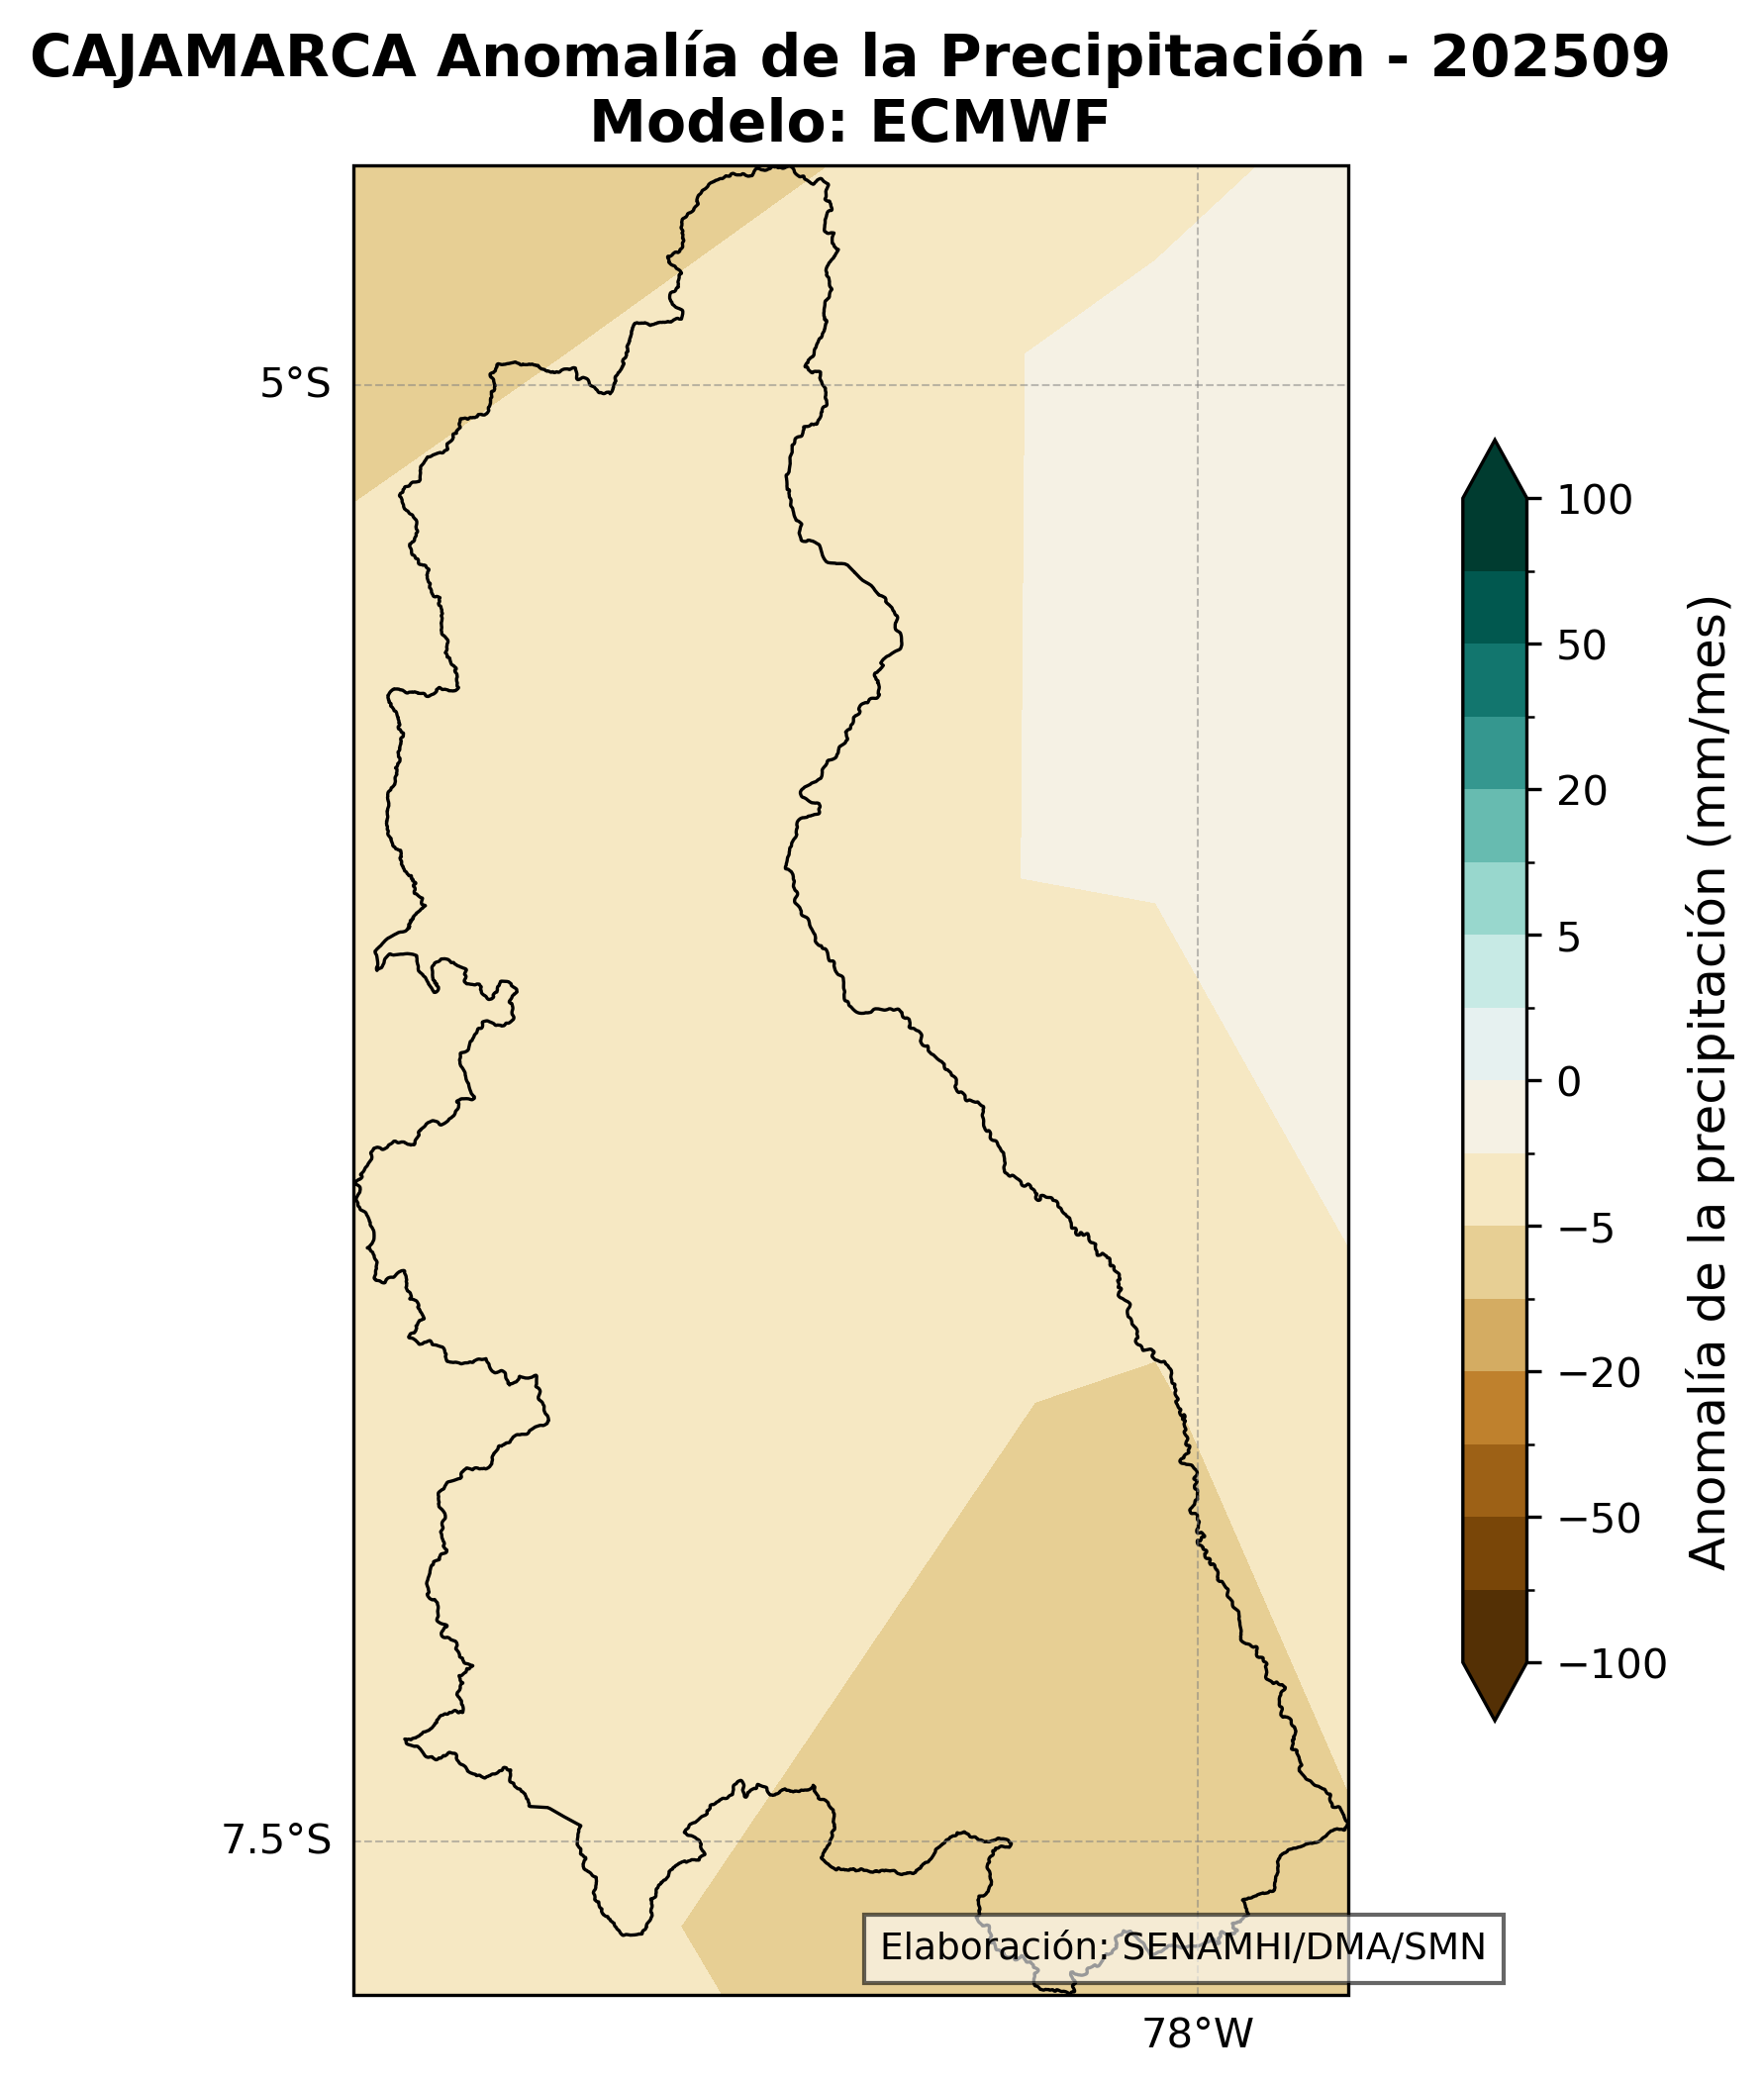 CAJAMARCA Anomalía de la Precipitación - 202509
Modelo: ECMWF
5°S
7.5°S
78°W
100
50
20
5
0
−5
−20
−50
−100
Anomalía de la precipitación (mm/mes)
Elaboración: SENAMHI/DMA/SMN